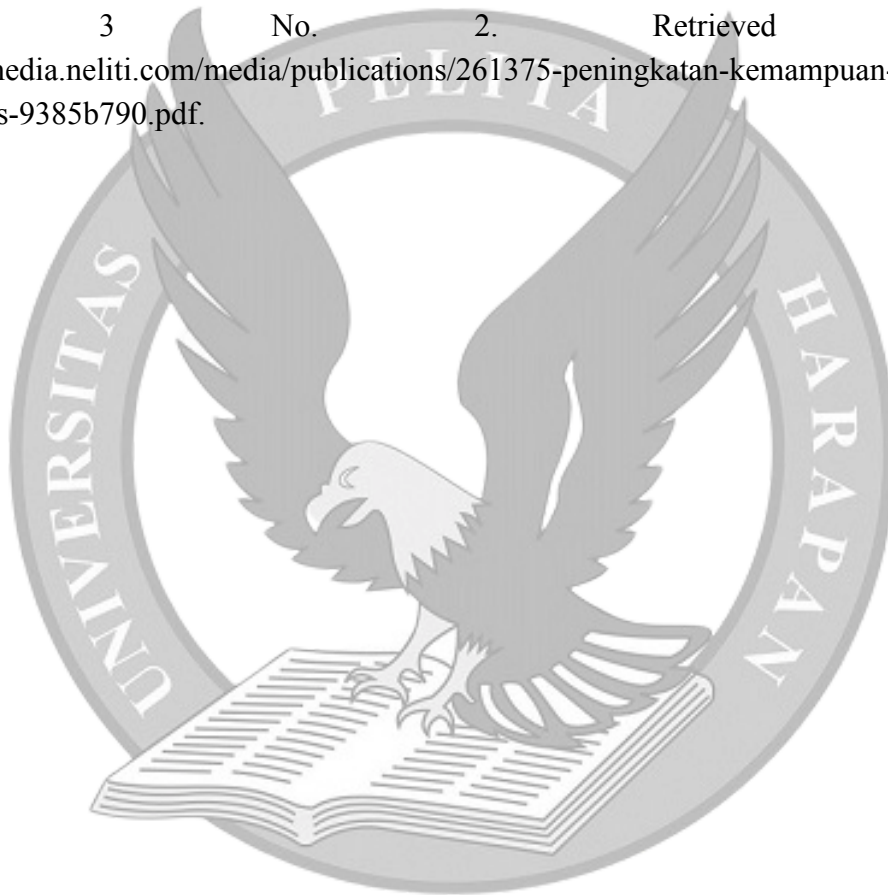 3 No. 2. Retrieved
media.neliti.com/media/publications/261375-peningkatan-kemampuan-
s-9385b790.pdf.
UNIVERSITAS PELITA HARAPAN